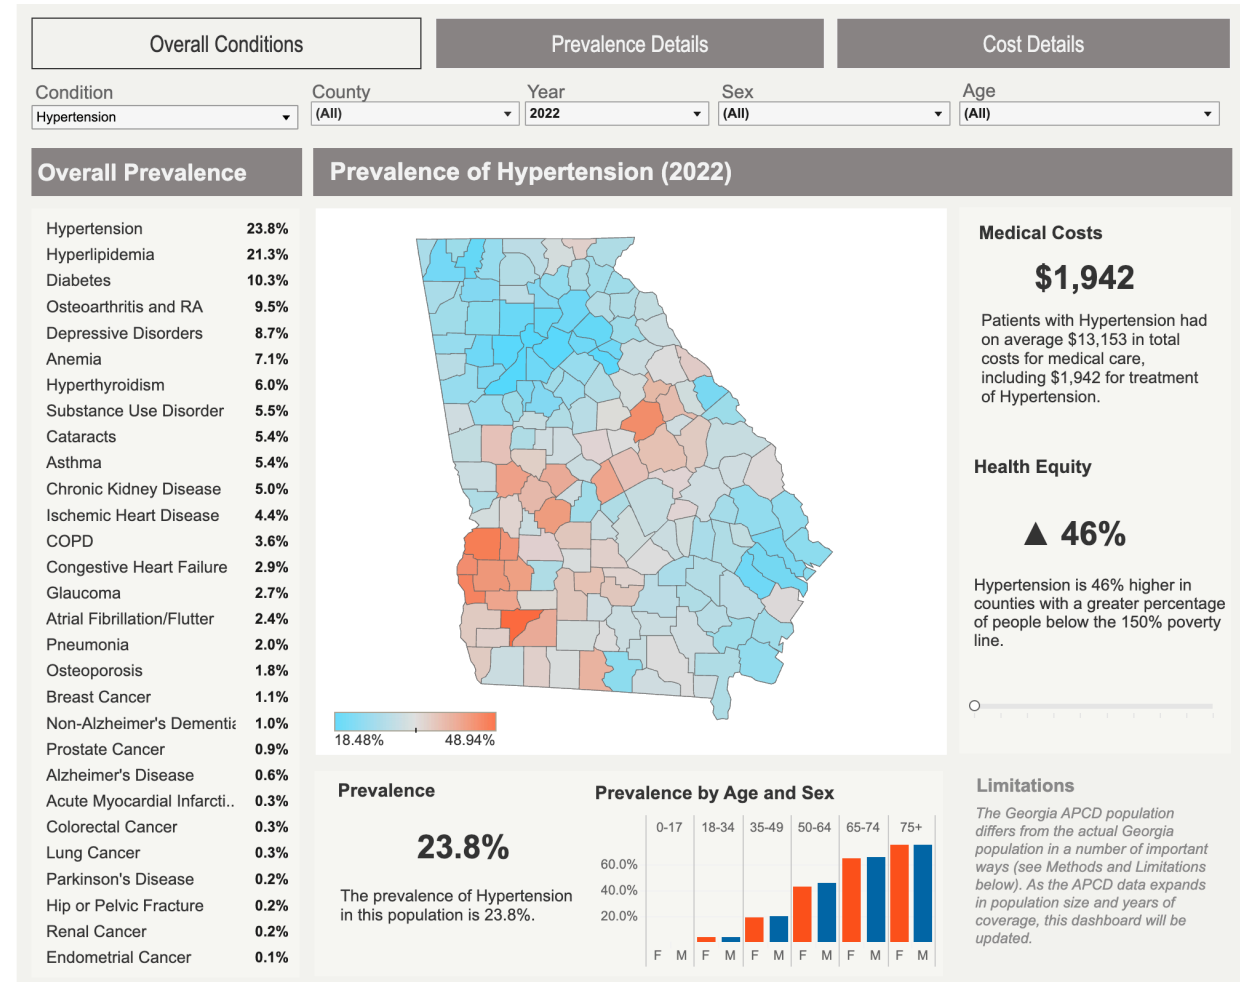 Overall Conditions
Prevalence Details
Cost Details
Condition
County
Year
Sex
Age
Hypertension
(All)
2022
(All)
(All)
Overall Prevalence
Prevalence of Hypertension (2022)
Hypertension 23.8%
Hyperlipidemia 21.3%
Diabetes 10.3%
Osteoarthritis and RA 9.5%
Depressive Disorders 8.7%
Anemia 7.1%
Hyperthyroidism 6.0%
Substance Use Disorder 5.5%
Cataracts 5.4%
Asthma 5.4%
Chronic Kidney Disease 5.0%
Ischemic Heart Disease 4.4%
COPD 3.6%
Congestive Heart Failure 2.9%
Glaucoma 2.7%
Atrial Fibrillation/Flutter 2.4%
Pneumonia 2.0%
Osteoporosis 1.8%
Breast Cancer 1.1%
Non-Alzheimer's Dementia 1.0%
Prostate Cancer 0.9%
Alzheimer's Disease 0.6%
Acute Myocardial Infarcti.. 0.3%
Colorectal Cancer 0.3%
Lung Cancer 0.3%
Parkinson's Disease 0.2%
Hip or Pelvic Fracture 0.2%
Renal Cancer 0.2%
Endometrial Cancer 0.1%
18.48% 48.94%
Medical Costs
$1,942
Patients with Hypertension had
on average $13,153 in total
costs for medical care,
including $1,942 for treatment
of Hypertension.
Health Equity
▲ 46%
Hypertension is 46% higher in
counties with a greater percentage
of people below the 150% poverty
line.
Prevalence
23.8%
The prevalence of Hypertension
in this population is 23.8%.
Prevalence by Age and Sex
0-17 18-34 35-49 50-64 65-74 75+
60.0%
40.0%
20.0%
F M F M F M F M F M F M
Limitations
The Georgia APCD population
differs from the actual Georgia
population in a number of important
ways (see Methods and Limitations
below). As the APCD data expands
in population size and years of
coverage, this dashboard will be
updated.